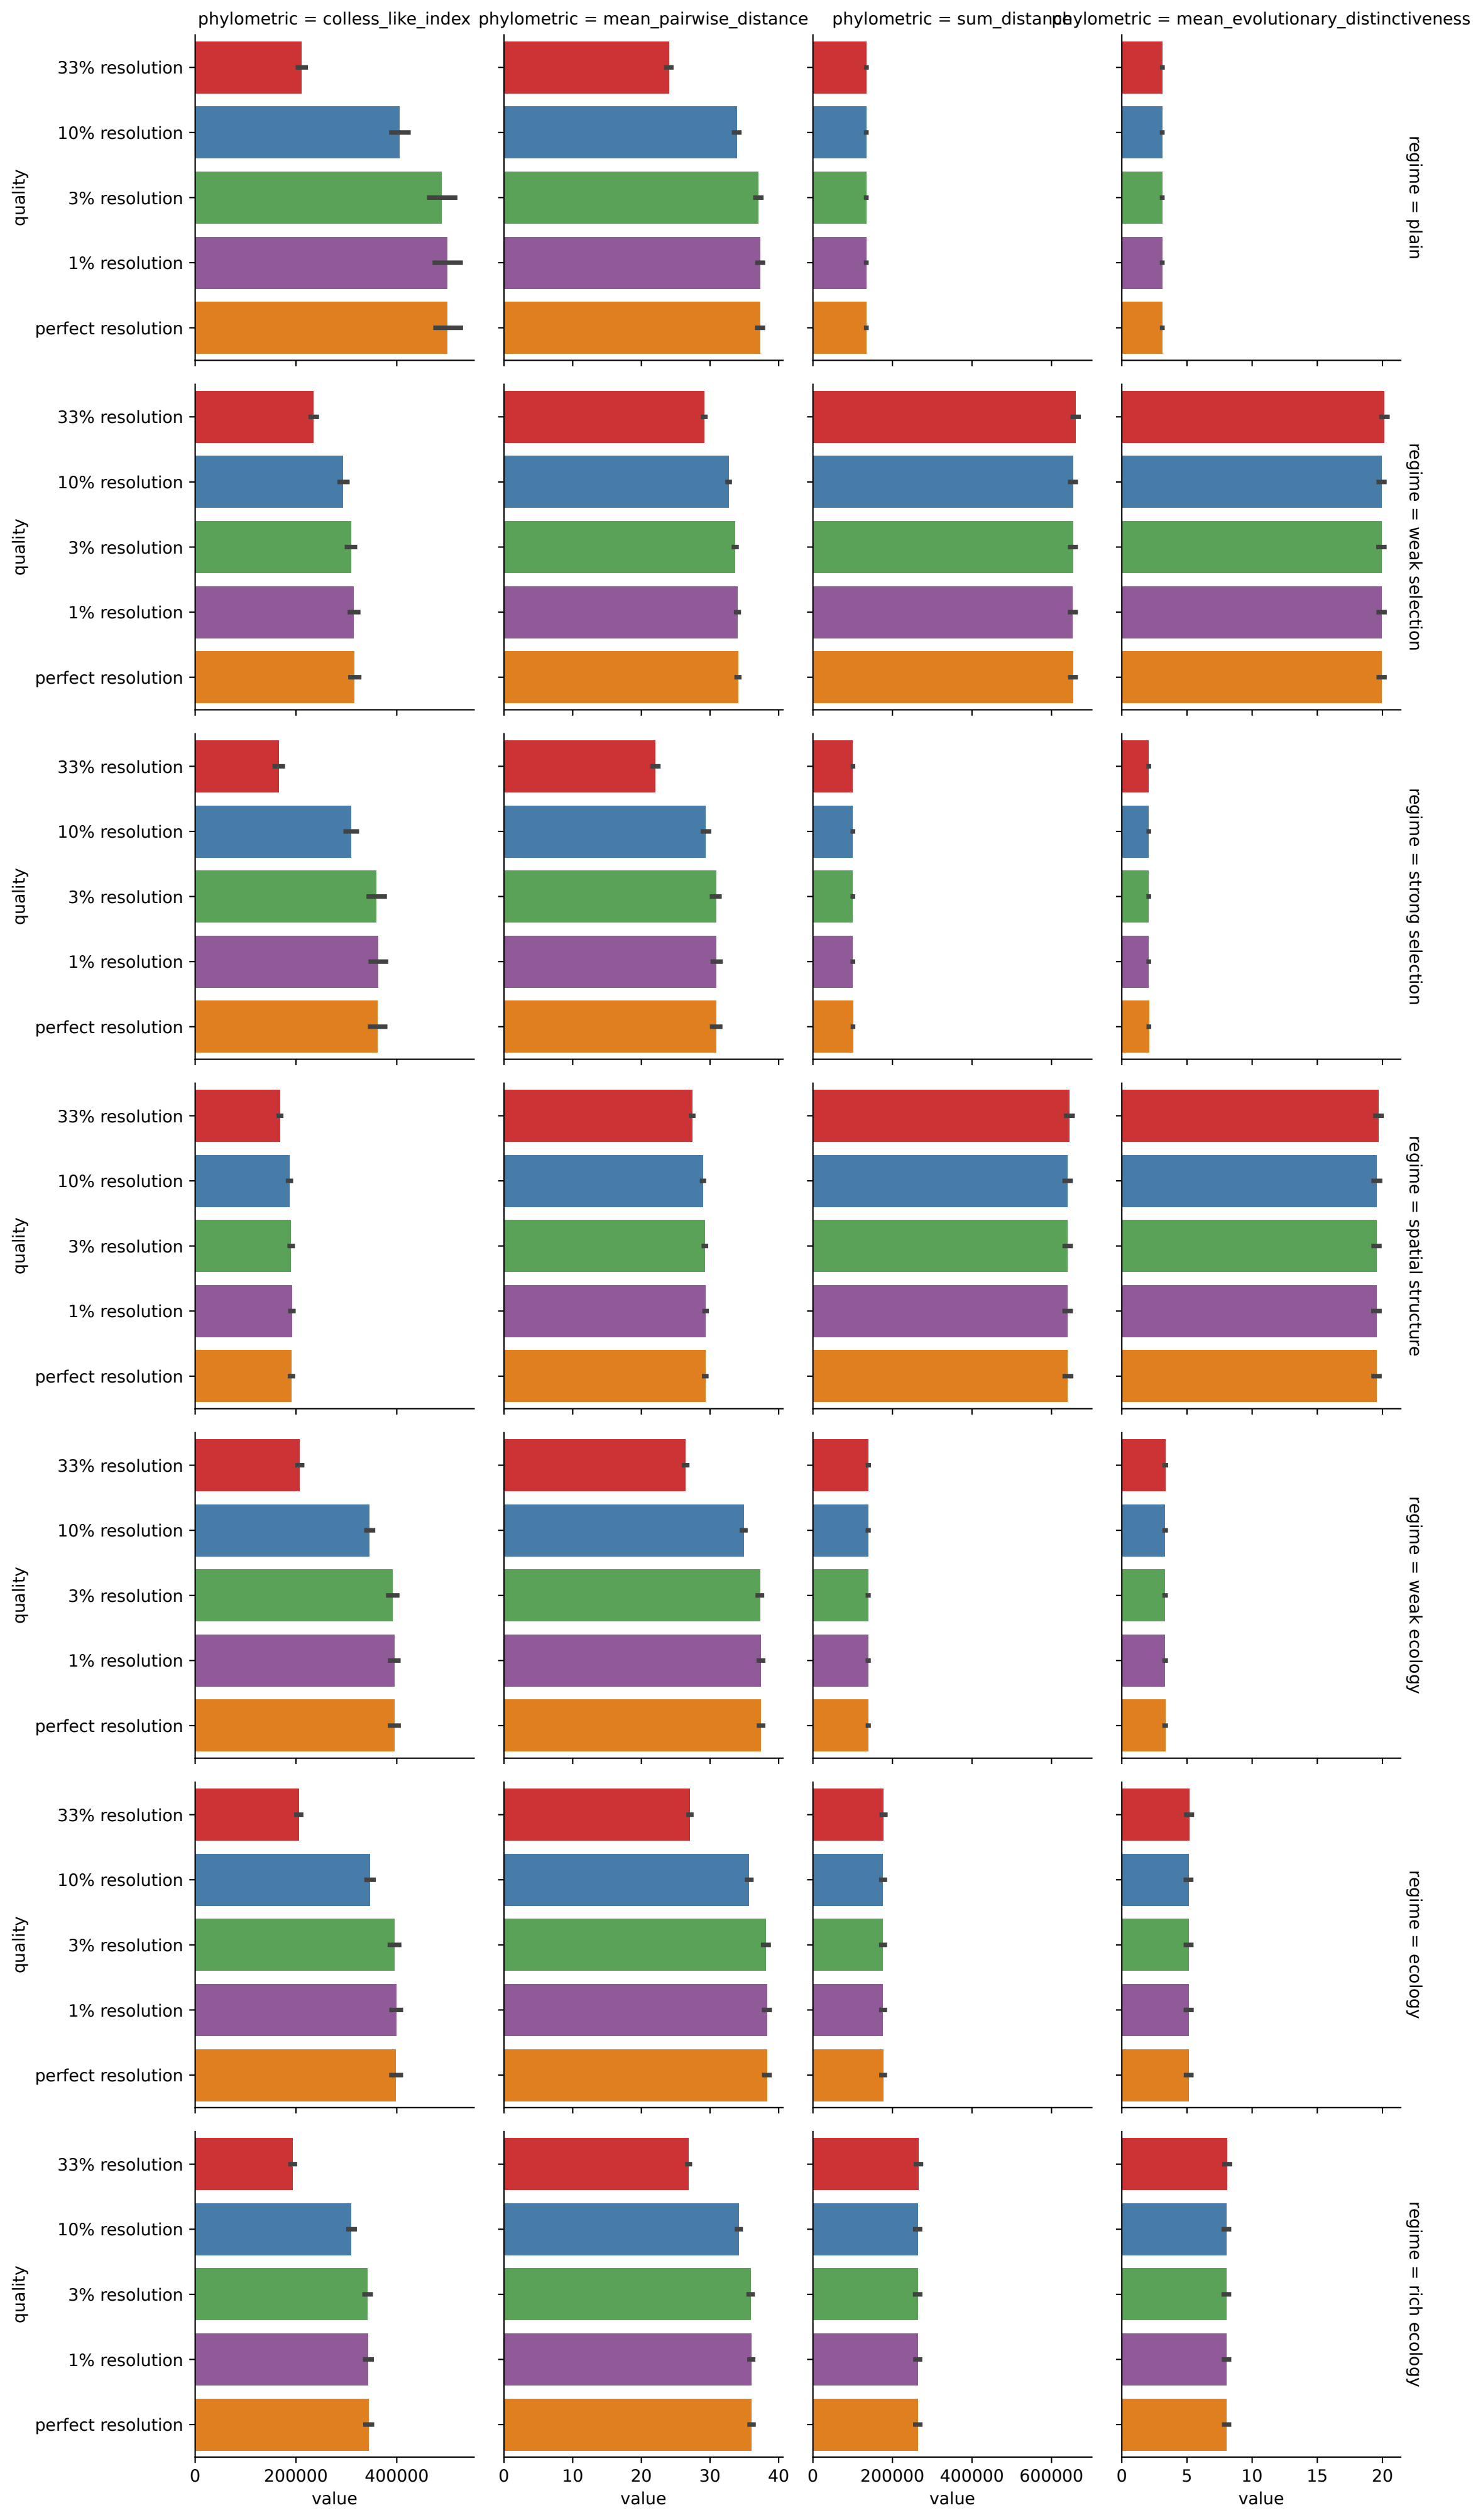 phylometric = colless_like_index
phylometric = mean_pairwise_distance
phylometric = sum_distance
phylometric = mean_evolutionary_distinctiveness
33% resolution
10% resolution
3% resolution
1% resolution
perfect resolution
quality
regime = plain
33% resolution
10% resolution
3% resolution
1% resolution
perfect resolution
quality
regime = weak selection
33% resolution
10% resolution
3% resolution
1% resolution
perfect resolution
quality
regime = strong selection
33% resolution
10% resolution
3% resolution
1% resolution
perfect resolution
quality
regime = spatial structure
33% resolution
10% resolution
3% resolution
1% resolution
perfect resolution
quality
regime = weak ecology
33% resolution
10% resolution
3% resolution
1% resolution
perfect resolution
quality
regime = ecology
33% resolution
10% resolution
3% resolution
1% resolution
perfect resolution
quality
regime = rich ecology
0 200000 400000
0 10 20 30 40
0 200000 400000 600000
0 5 10 15 20
value
value
value
value